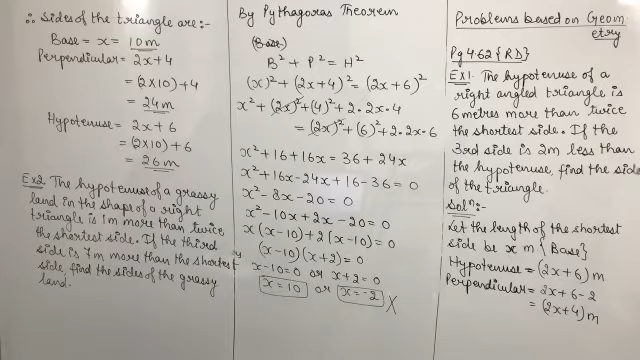 Problems based on Geom
etry
Pg 4.62 {RD}
Ex1. The hypotenuse of a
right angled triangle is
6 metres more than twice
the shortest side. If the
3rd side is 2m less than
the hypotenuse, find the side
of the triangle.
Solⁿ:-
Let the length of the shortest
side be x m {Base}
Hypotenuse = (2x+6) m
Perpendicular = 2x+6-2
= (2x+4) m
By Pythagoras Theorem
(Base)
B² + P² = H²
(x)² + (2x+4)² = (2x+6)²
x² + (2x)² + (4)² + 2·2x·4
= (2x)² + (6)² + 2·2x·6
x² + 16 + 16x = 36 + 24x
x² + 16x - 24x + 16 - 36 = 0
x² - 8x - 20 = 0
x² - 10x + 2x - 20 = 0
x(x-10) + 2(x-10) = 0
(x-10)(x+2) = 0
x-10=0 or x+2=0
x=10 or x=-2 X
∴ Sides of the triangle are:-
Base = x = 10m
Perpendicular = 2x+4
= (2×10)+4
= 24m
Hypotenuse = 2x+6
= (2×10)+6
= 26m
Ex2. The hypotenuse of a grassy
land in the shape of a right
triangle is 1m more than twice
the shortest side. If the third
side is 7m more than the shortest
side, find the sides of the grassy
land.